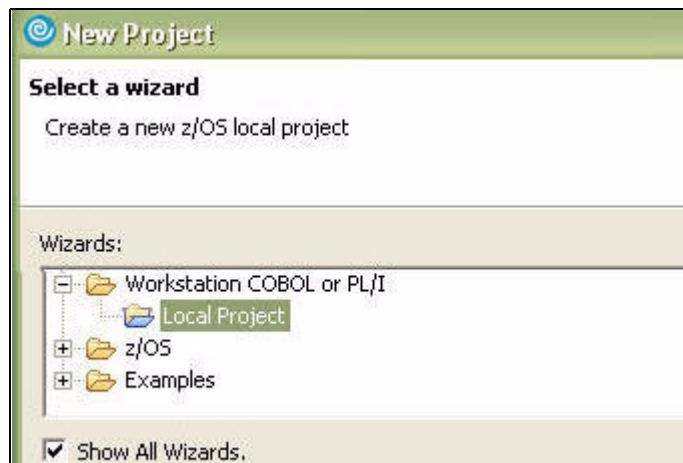 New Project
Select a wizard
Create a new z/OS local project
Wizards:
Workstation COBOL or PL/I
Local Project
z/OS
Examples
Show All Wizards.